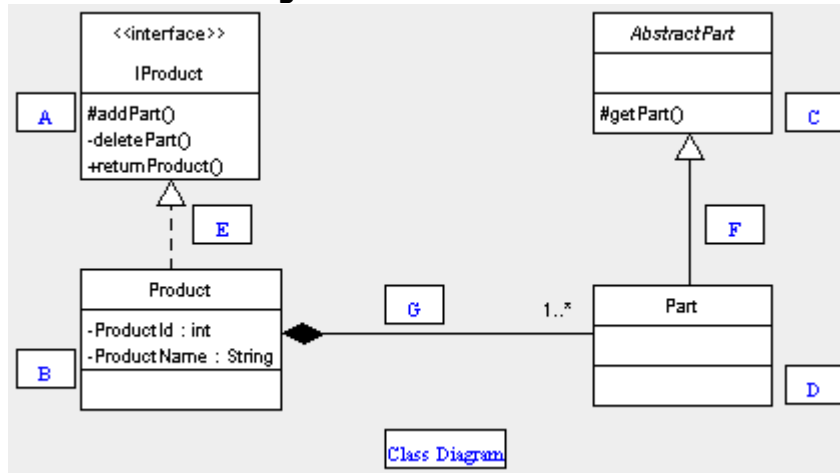 <<interface>>
IProduct
A
#addPart()
-deletePart()
+returnProduct()
AbstractPart
#getPart()
C
E
F
Product
-ProductId : int
-ProductName : String
B
G
1..*
Part
D
Class Diagram